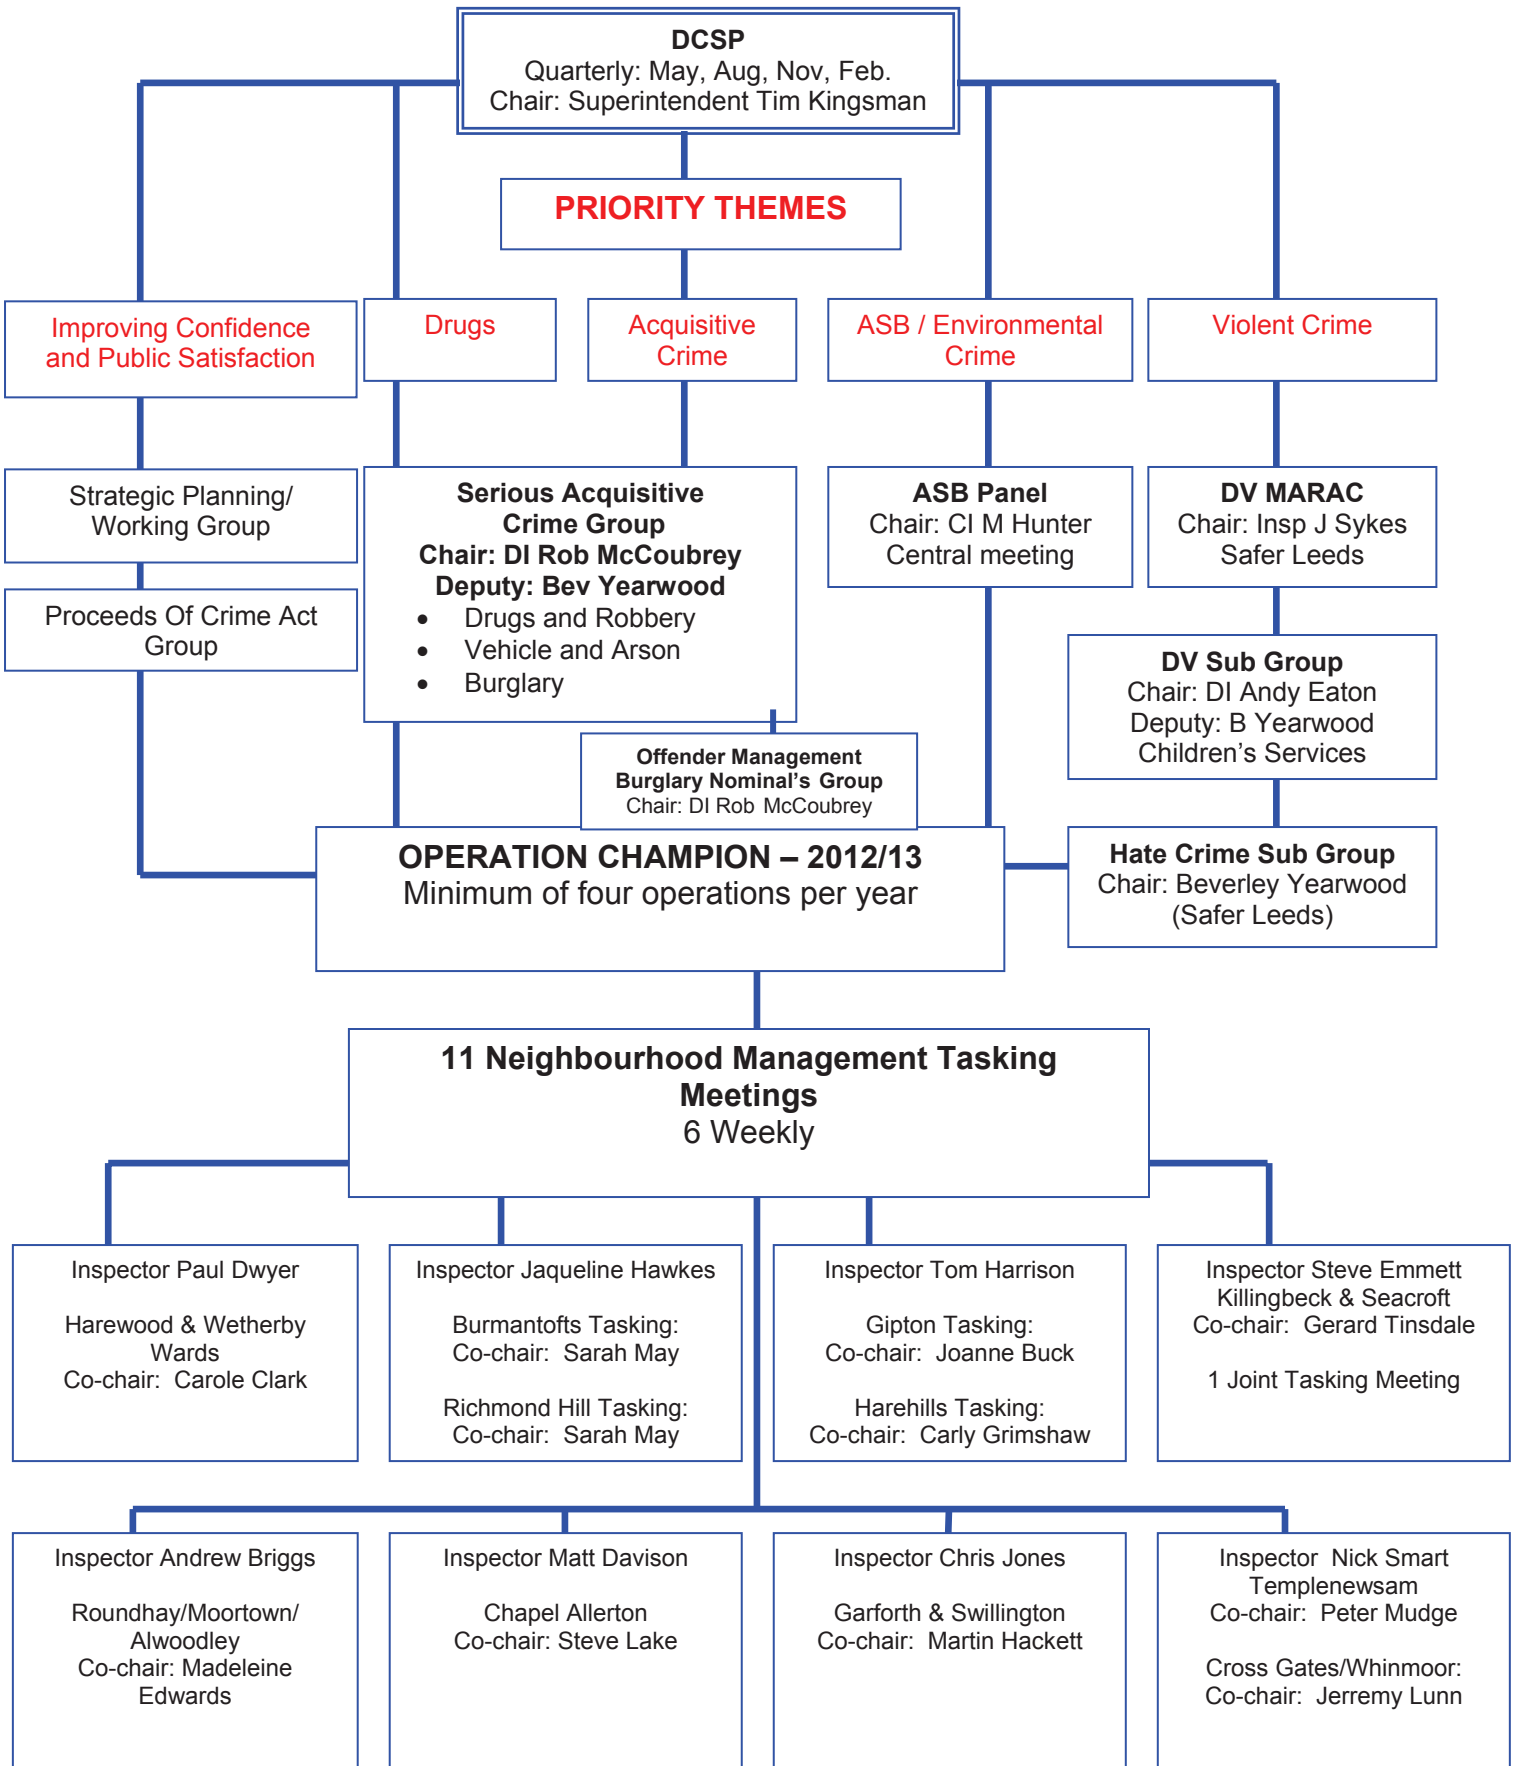 DCSP
Quarterly: May, Aug, Nov, Feb.
Chair: Superintendent Tim Kingsman
PRIORITY THEMES
Improving Confidence
and Public Satisfaction
Drugs
Acquisitive
Crime
ASB / Environmental
Crime
Violent Crime
Strategic Planning/
Working Group
Proceeds Of Crime Act
Group
Serious Acquisitive
Crime Group
Chair: DI Rob McCoubrey
Deputy: Bev Yearwood
• Drugs and Robbery
• Vehicle and Arson
• Burglary
Offender Management
Burglary Nominal's Group
Chair: DI Rob McCoubrey
ASB Panel
Chair: CI M Hunter
Central meeting
DV MARAC
Chair: Insp J Sykes
Safer Leeds
DV Sub Group
Chair: DI Andy Eaton
Deputy: B Yearwood
Children's Services
Hate Crime Sub Group
Chair: Beverley Yearwood
(Safer Leeds)
OPERATION CHAMPION – 2012/13
Minimum of four operations per year
11 Neighbourhood Management Tasking
Meetings
6 Weekly
Inspector Paul Dwyer
Harewood & Wetherby
Wards
Co-chair: Carole Clark
Inspector Jaqueline Hawkes
Burmantofts Tasking:
Co-chair: Sarah May
Richmond Hill Tasking:
Co-chair: Sarah May
Inspector Tom Harrison
Gipton Tasking:
Co-chair: Joanne Buck
Harehills Tasking:
Co-chair: Carly Grimshaw
Inspector Steve Emmett
Killingbeck & Seacroft
Co-chair: Gerard Tinsdale
1 Joint Tasking Meeting
Inspector Andrew Briggs
Roundhay/Moortown/
Alwoodley
Co-chair: Madeleine
Edwards
Inspector Matt Davison
Chapel Allerton
Co-chair: Steve Lake
Inspector Chris Jones
Garforth & Swillington
Co-chair: Martin Hackett
Inspector Nick Smart
Templenewsam
Co-chair: Peter Mudge
Cross Gates/Whinmoor:
Co-chair: Jerremy Lunn